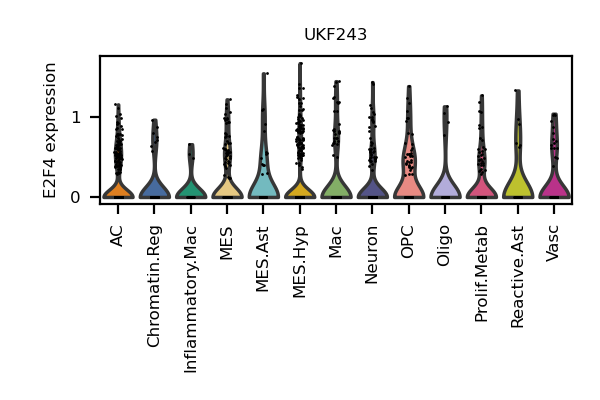 UKF243
E2F4 expression
1
0
AC
Chromatin.Reg
Inflammatory.Mac
MES
MES.Ast
MES.Hyp
Mac
Neuron
OPC
Oligo
Prolif.Metab
Reactive.Ast
Vasc